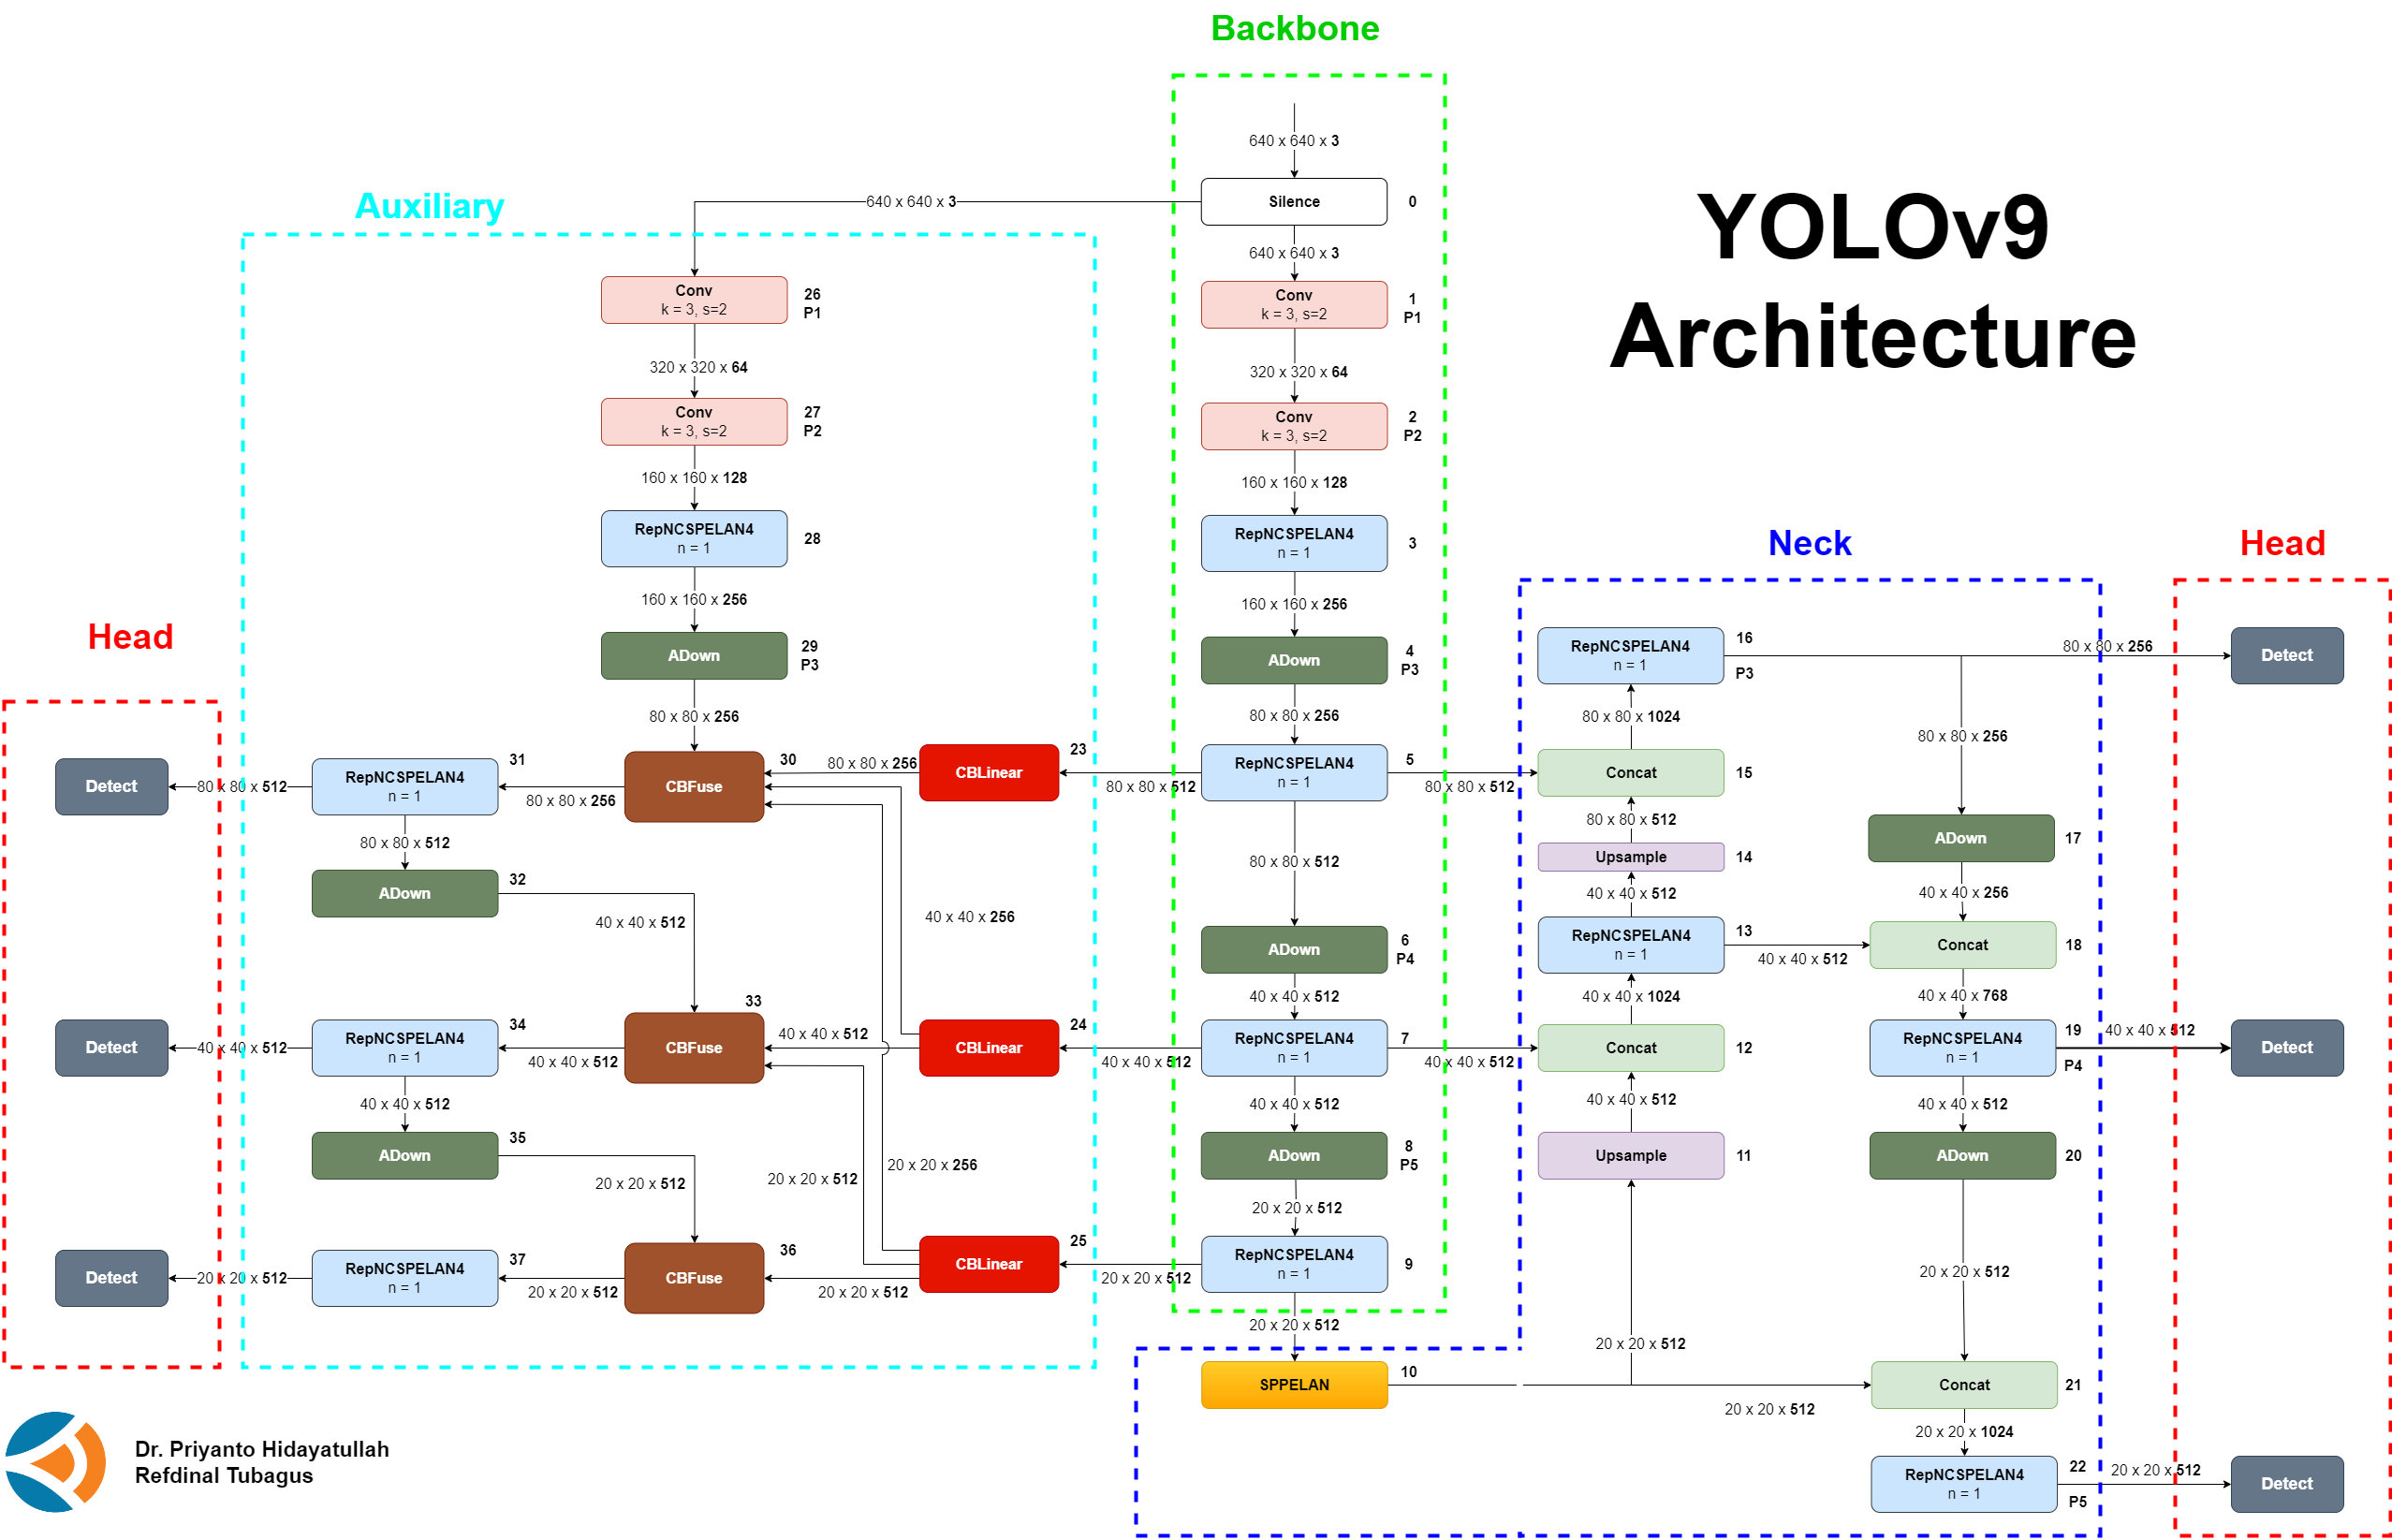 Backbone
640 x 640 x 3
Silence
0
640 x 640 x 3
640 x 640 x 3
Conv
k = 3, s=2
1
P1
320 x 320 x 64
Conv
k = 3, s=2
2
P2
160 x 160 x 128
RepNCSPELAN4
n = 1
3
160 x 160 x 256
ADown
4
P3
80 x 80 x 256
RepNCSPELAN4
n = 1
5
80 x 80 x 512
80 x 80 x 512
80 x 80 x 512
ADown
6
P4
40 x 40 x 512
RepNCSPELAN4
n = 1
7
40 x 40 x 512
40 x 40 x 512
40 x 40 x 512
ADown
8
P5
20 x 20 x 512
RepNCSPELAN4
n = 1
9
20 x 20 x 512
20 x 20 x 512
YOLOv9
Architecture
Auxiliary
Conv
k = 3, s=2
26
P1
320 x 320 x 64
Conv
k = 3, s=2
27
P2
160 x 160 x 128
RepNCSPELAN4
n = 1
28
160 x 160 x 256
ADown
29
P3
80 x 80 x 256
CBFuse
30
80 x 80 x 256
CBLinear
23
80 x 80 x 256
RepNCSPELAN4
n = 1
31
80 x 80 x 512
80 x 80 x 512
ADown
32
40 x 40 x 512
40 x 40 x 256
CBFuse
33
40 x 40 x 512
CBLinear
24
40 x 40 x 512
RepNCSPELAN4
n = 1
34
40 x 40 x 512
40 x 40 x 512
ADown
35
20 x 20 x 512
20 x 20 x 512
20 x 20 x 256
CBFuse
36
20 x 20 x 512
CBLinear
25
20 x 20 x 512
RepNCSPELAN4
n = 1
37
20 x 20 x 512
Head
Detect
Detect
Detect
Neck
RepNCSPELAN4
n = 1
16
P3
80 x 80 x 256
80 x 80 x 1024
80 x 80 x 256
Concat
15
80 x 80 x 512
Upsample
14
ADown
17
40 x 40 x 512
40 x 40 x 256
RepNCSPELAN4
n = 1
13
40 x 40 x 512
Concat
18
40 x 40 x 1024
40 x 40 x 768
Concat
12
RepNCSPELAN4
n = 1
19
P4
40 x 40 x 512
40 x 40 x 512
40 x 40 x 512
Upsample
11
ADown
20
20 x 20 x 512
20 x 20 x 512
SPPELAN
10
20 x 20 x 512
Concat
21
20 x 20 x 1024
RepNCSPELAN4
n = 1
22
P5
20 x 20 x 512
Head
Detect
Detect
Detect
Dr. Priyanto Hidayatullah
Refdinal Tubagus